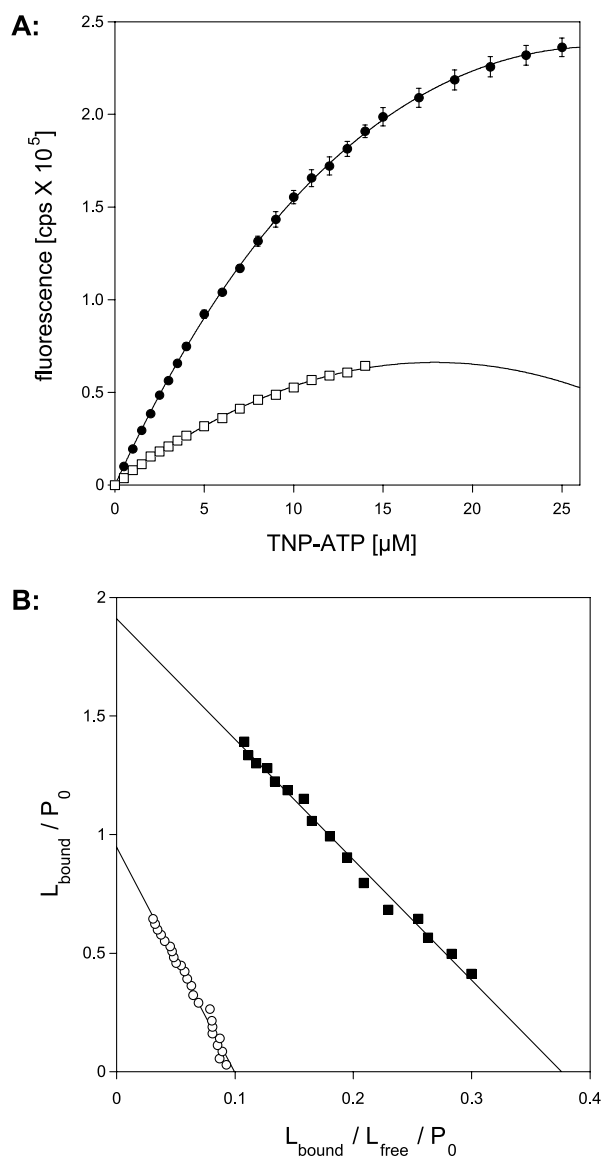 A:
2.5
2.0
1.5
1.0
0.5
0
fluorescence [cps X 10^5]
0 5 10 15 20 25
TNP-ATP [µM]
B:
2
1.5
1
0.5
0
L_bound / P_0
0 0.1 0.2 0.3 0.4
L_bound / L_free / P_0